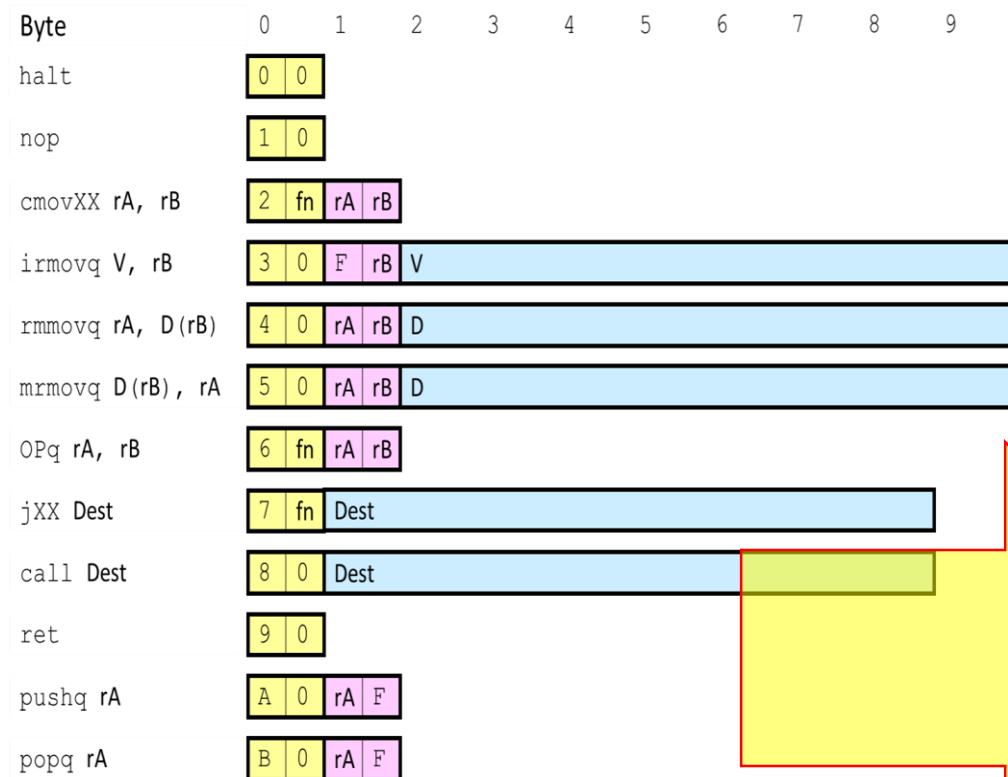 Byte 0 1 2 3 4 5 6 7 8 9
halt 0 0
nop 1 0
cmovXX rA, rB 2 fn rA rB
irmovq V, rB 3 0 F rB V
rmmovq rA, D(rB) 4 0 rA rB D
mrmovq D(rB), rA 5 0 rA rB D
OPq rA, rB 6 fn rA rB
jXX Dest 7 fn Dest
call Dest 8 0 Dest
ret 9 0
pushq rA A 0 rA F
popq rA B 0 rA F